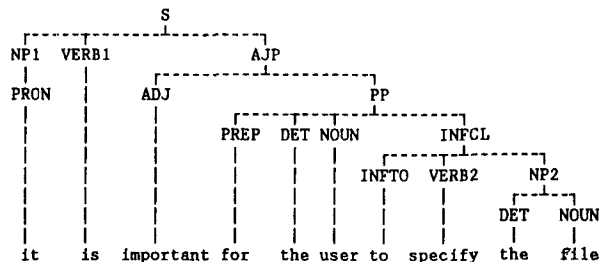 S
NP1 VERB1 AJP
PRON ADJ PP
PREP DET NOUN INFCL
INFTO VERB2 NP2
DET NOUN
it is important for the user to specify the file